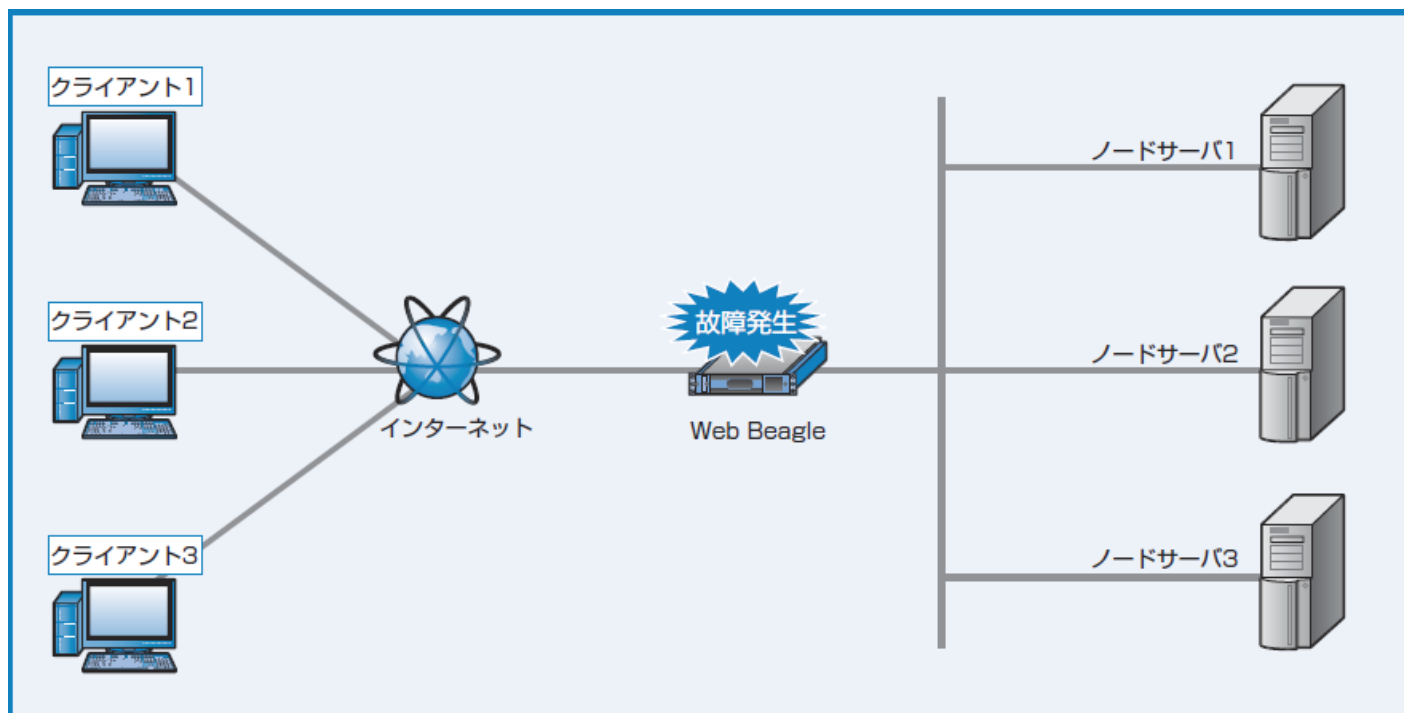 クライアント1
クライアント2
クライアント3
インターネット
故障発生
Web Beagle
ノードサーバ1
ノードサーバ2
ノードサーバ3